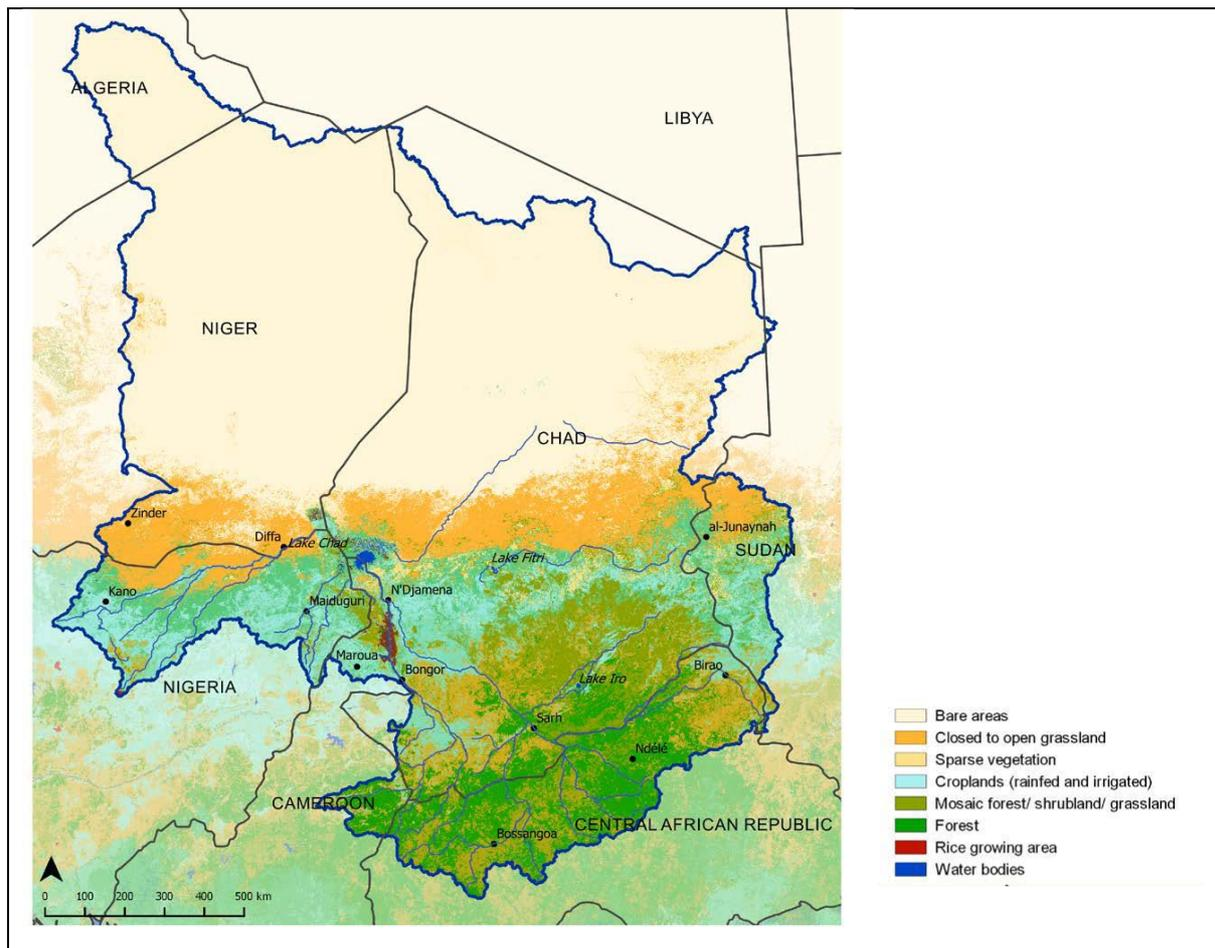 ALGERIA
LIBYA
NIGER
CHAD
Zinder
Diffa
Lake Chad
al-Junaynah
SUDAN
Lake Fitri
Kano
Maiduguri
N'Djamena
Maroua
Bongor
Birao
NIGERIA
Lake Iro
Sarh
Ndélé
CAMEROON
CENTRAL AFRICAN REPUBLIC
Bossangoa
0 100 200 300 400 500 km
Bare areas
Closed to open grassland
Sparse vegetation
Croplands (rainfed and irrigated)
Mosaic forest/ shrubland/ grassland
Forest
Rice growing area
Water bodies